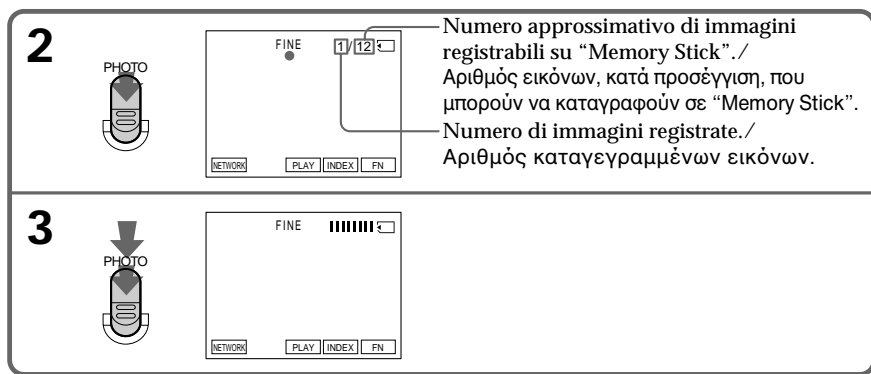 2
PHOTO
FINE 1/12
NETWORK PLAY INDEX FN
Numero approssimativo di immagini
registrabili su “Memory Stick”./
Αριθμός εικόνων, κατά προσέγγιση, που
μπορούν να καταγραφούν σε “Memory Stick”.
Numero di immagini registrate./
Αριθμός καταγεγραμμένων εικόνων.
3
PHOTO
FINE
NETWORK PLAY INDEX FN